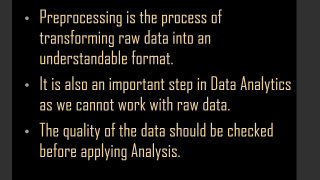 • Preprocessing is the process of
transforming raw data into an
understandable format.
• It is also an important step in Data Analytics
as we cannot work with raw data.
• The quality of the data should be checked
before applying Analysis.